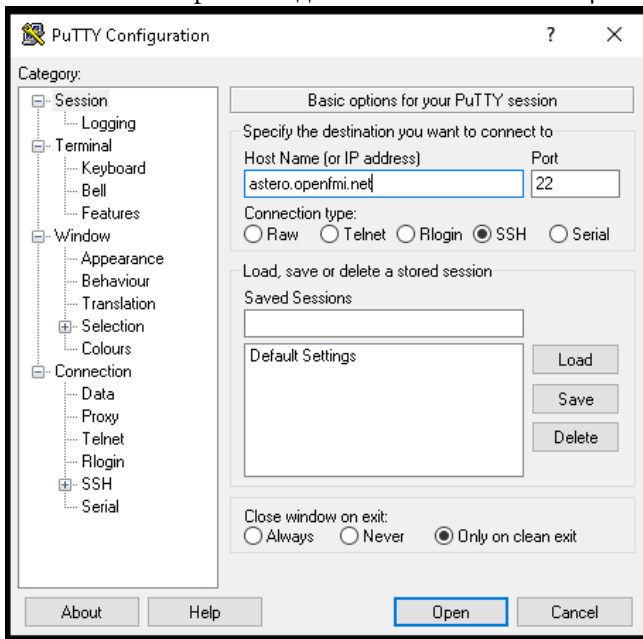 PuTTY Configuration ? X
Category:
Session
Logging
Terminal
Keyboard
Bell
Features
Window
Appearance
Behaviour
Translation
Selection
Colours
Connection
Data
Proxy
Telnet
Rlogin
SSH
Serial
Basic options for your PuTTY session
Specify the destination you want to connect to
Host Name (or IP address) Port
astero.openfmi.net 22
Connection type:
Raw Telnet Rlogin SSH Serial
Load, save or delete a stored session
Saved Sessions
Default Settings
Load
Save
Delete
Close window on exit:
Always Never Only on clean exit
About Help Open Cancel